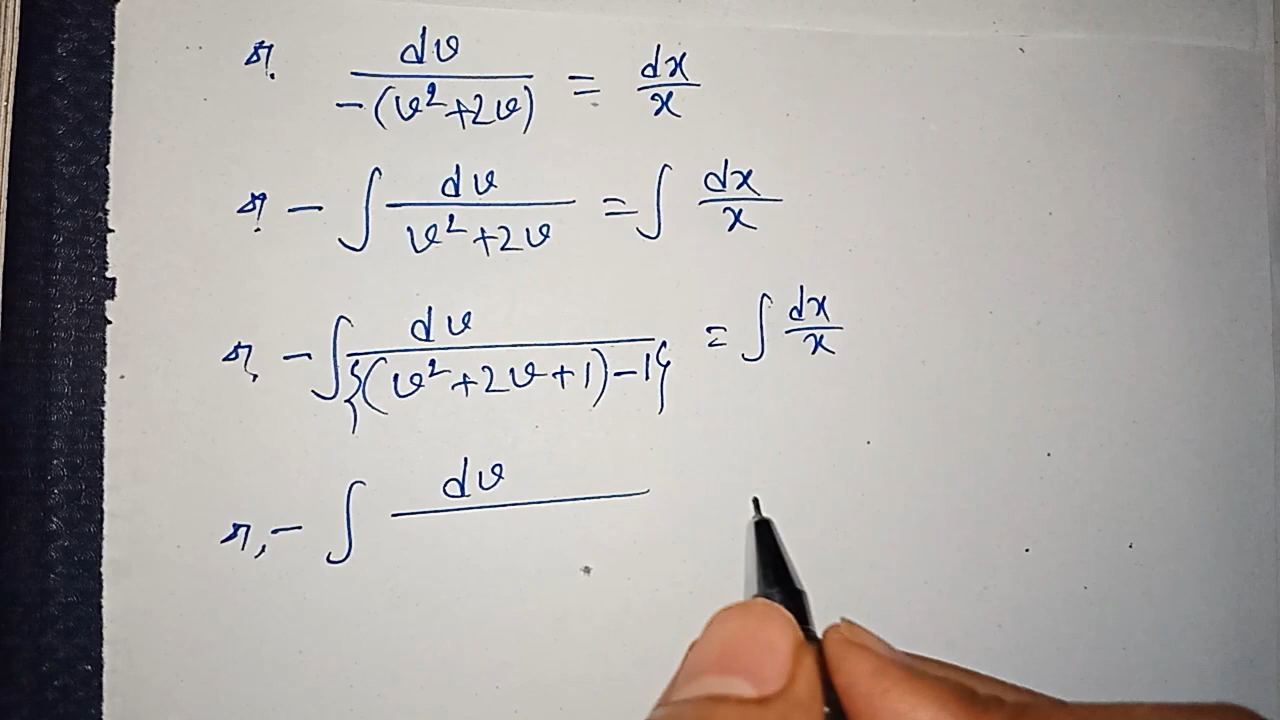 या, dv/-(v²+2v) = dx/x
या, -∫ dv/v²+2v = ∫ dx/x
या, -∫ dv/{(v²+2v+1)-1} = ∫ dx/x
या, -∫ dv/